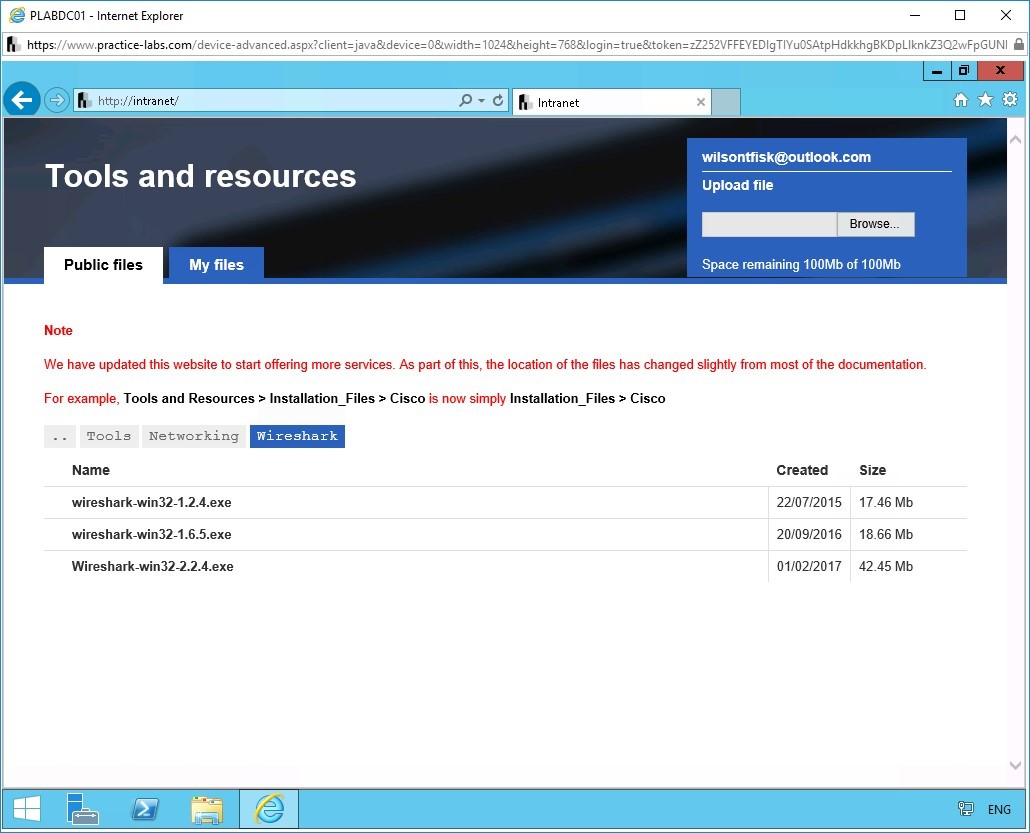 PLABDC01 - Internet Explorer
https://www.practice-labs.com/device-advanced.aspx?client=java&device=0&width=1024&height=768&login=true&token=zZ252VFFEYEDIgTIYu0SAtpHdkkhgBKDpLIknkZ3Q2wFpGUNI
http://intranet/
Intranet
Tools and resources
wilsontfisk@outlook.com
Upload file
Browse...
Space remaining 100Mb of 100Mb
Public files My files
Note
We have updated this website to start offering more services. As part of this, the location of the files has changed slightly from most of the documentation.
For example, Tools and Resources > Installation_Files > Cisco is now simply Installation_Files > Cisco
.. Tools Networking Wireshark
Name Created Size
wireshark-win32-1.2.4.exe 22/07/2015 17.46 Mb
wireshark-win32-1.6.5.exe 20/09/2016 18.66 Mb
Wireshark-win32-2.2.4.exe 01/02/2017 42.45 Mb
ENG